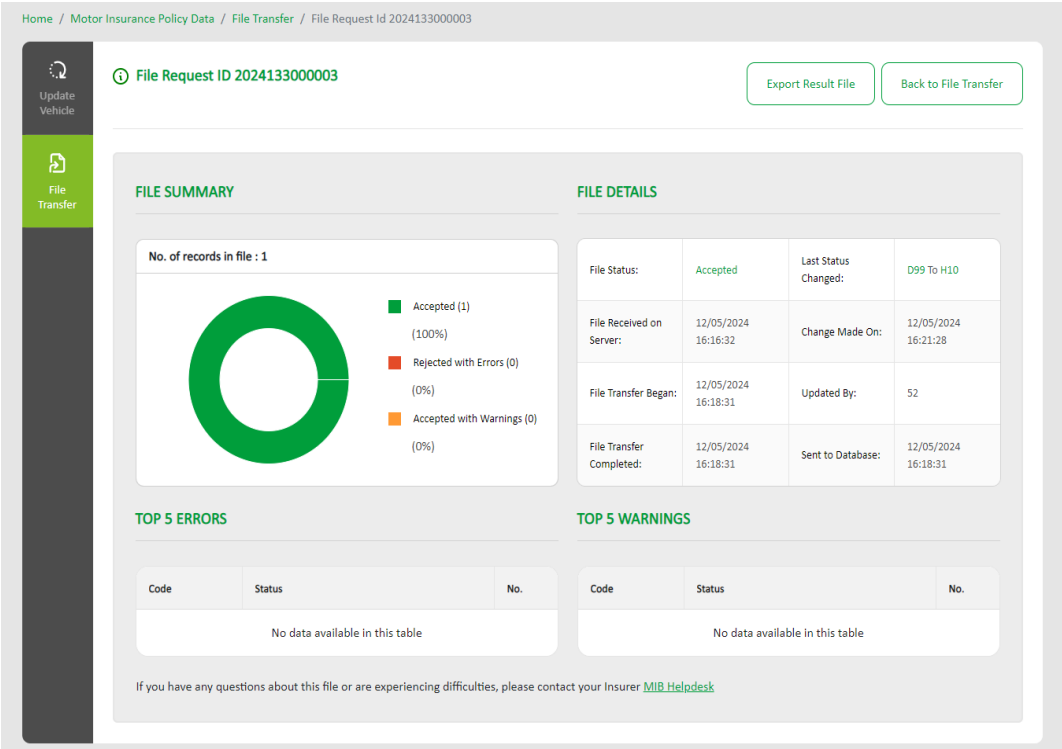 Home / Motor Insurance Policy Data / File Transfer / File Request Id 2024133000003
Update
Vehicle
File
Transfer
File Request ID 2024133000003
Export Result File
Back to File Transfer
FILE SUMMARY
No. of records in file : 1
Accepted (1)
(100%)
Rejected with Errors (0)
(0%)
Accepted with Warnings (0)
(0%)
FILE DETAILS
File Status: Accepted Last Status Changed: D99 To H10
File Received on Server: 12/05/2024 16:16:32 Change Made On: 12/05/2024 16:21:28
File Transfer Began: 12/05/2024 16:18:31 Updated By: 52
File Transfer Completed: 12/05/2024 16:18:31 Sent to Database: 12/05/2024 16:18:31
TOP 5 ERRORS
Code Status No.
No data available in this table
TOP 5 WARNINGS
Code Status No.
No data available in this table
If you have any questions about this file or are experiencing difficulties, please contact your Insurer MIB Helpdesk